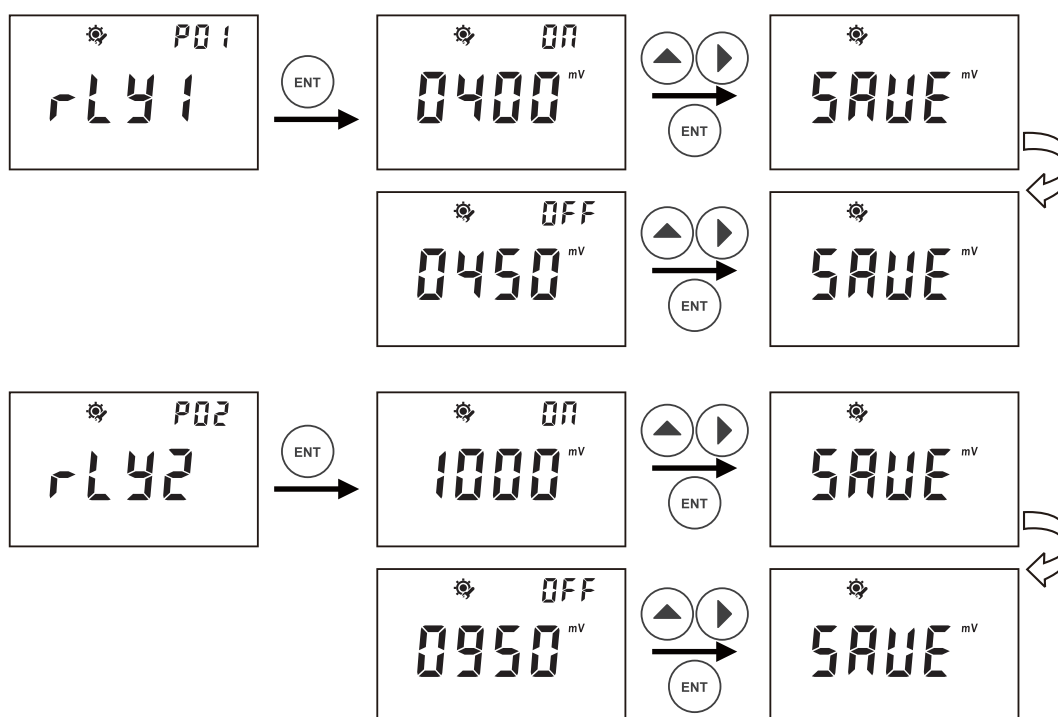 P01
rLY1
ENT
ON
0400 mV
ENT
SAVE mV
OFF
0450 mV
ENT
SAVE mV
P02
rLY2
ENT
ON
1000 mV
ENT
SAVE mV
OFF
0950 mV
ENT
SAVE mV